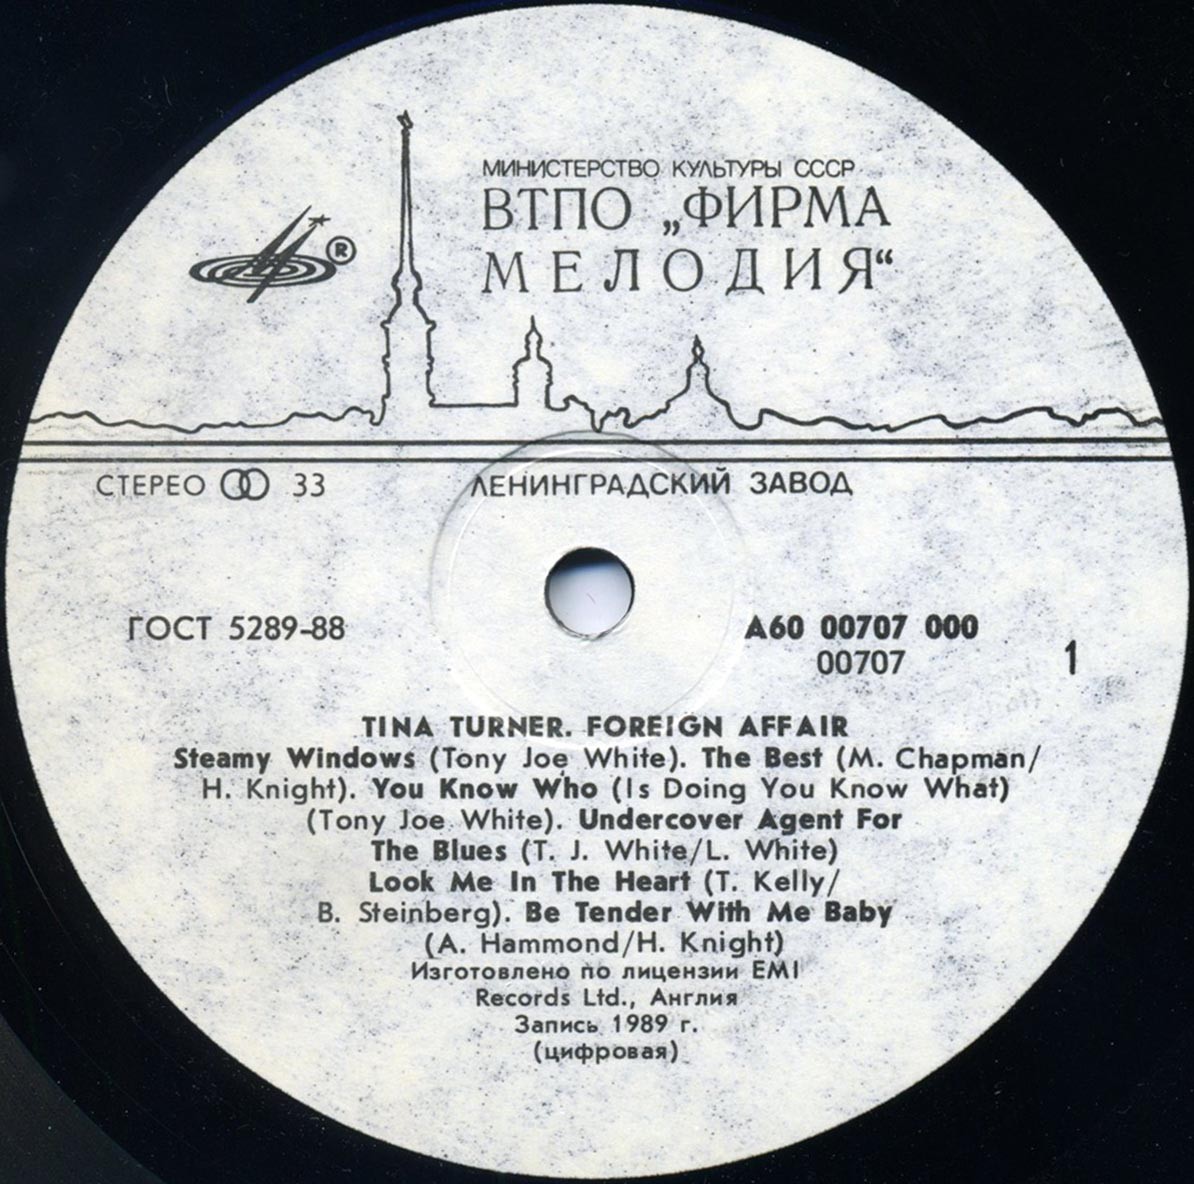 МИНИСТЕРСТВО КУЛЬТУРЫ СССР
ВТПО „ФИРМА
МЕЛОДИЯ“
®
СТЕРЕО 33
ЛЕНИНГРАДСКИЙ ЗАВОД
ГОСТ 5289-88
А60 00707 000
00707
1
TINA TURNER. FOREIGN AFFAIR
Steamy Windows (Tony Joe White). The Best (M. Chapman/
H. Knight). You Know Who (Is Doing You Know What)
(Tony Joe White). Undercover Agent For
The Blues (T. J. White/L. White)
Look Me In The Heart (T. Kelly/
B. Steinberg). Be Tender With Me Baby
(A. Hammond/H. Knight)
Изготовлено по лицензии EMI
Records Ltd., Англия
Запись 1989 г.
(цифровая)